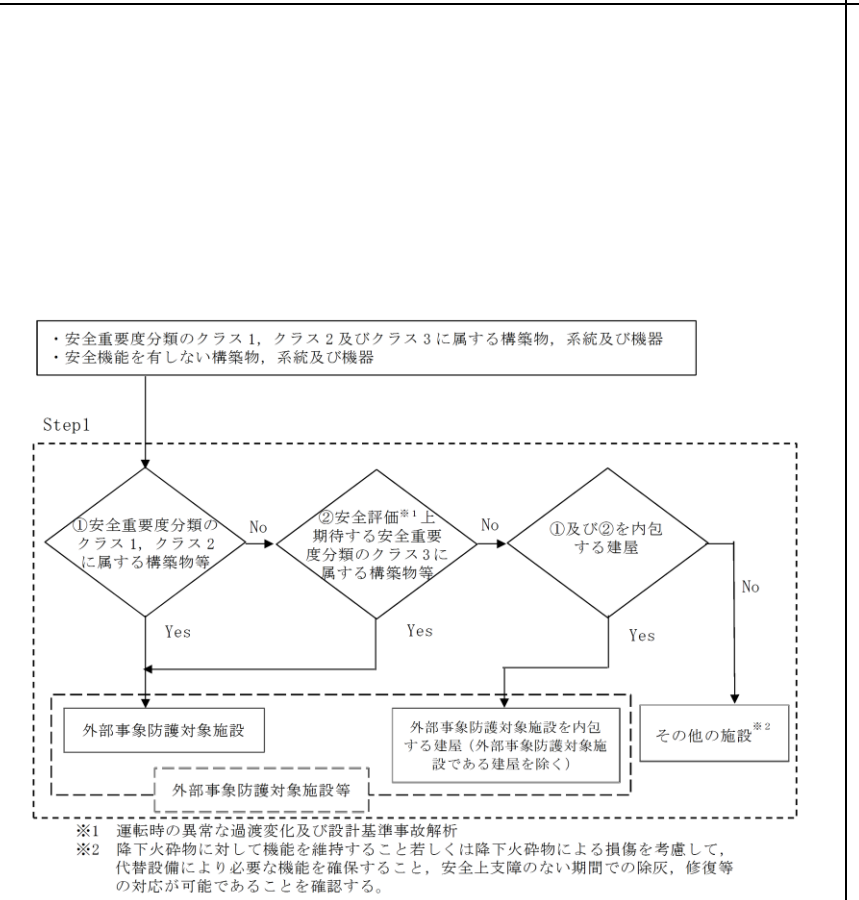 ・安全重要度分類のクラス1，クラス2及びクラス3に属する構築物，系統及び機器
・安全機能を有しない構築物，系統及び機器
Step1
①安全重要度分類の
クラス1，クラス2
に属する構築物等
No
②安全評価※1上
期待する安全重要
度分類のクラス3に
属する構築物等
No
①及び②を内包
する建屋
No
Yes
Yes
Yes
外部事象防護対象施設
外部事象防護対象施設を内包
する建屋（外部事象防護対象施
設である建屋を除く）
その他の施設※2
外部事象防護対象施設等
※1　運転時の異常な過渡変化及び設計基準事故解析
※2　降下火砕物に対して機能を維持すること若しくは降下火砕物による損傷を考慮して，
代替設備により必要な機能を確保すること，安全上支障のない期間での除灰，修復等
の対応が可能であることを確認する。